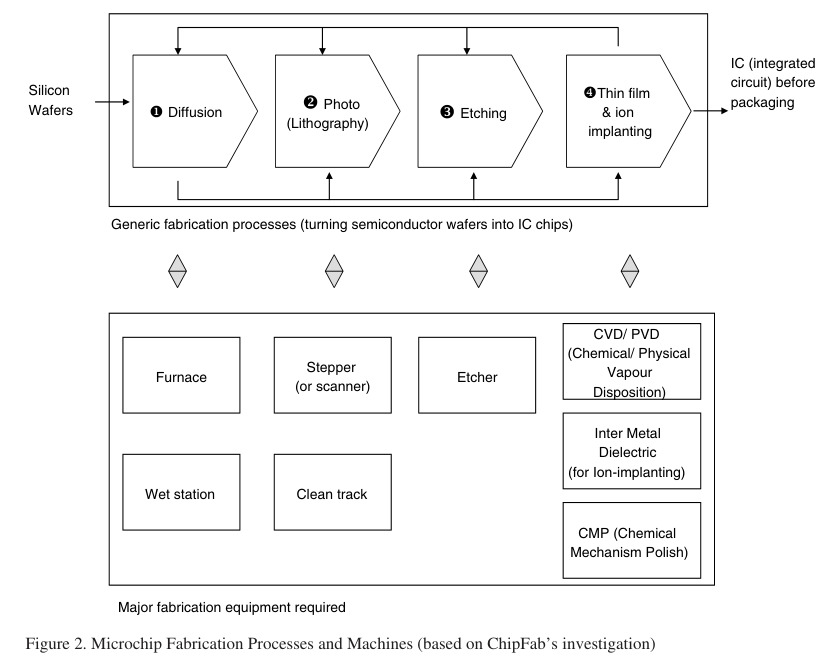 Silicon
Wafers
❶ Diffusion
❷ Photo
(Lithography)
❸ Etching
❹Thin film
& ion
implanting
IC (integrated
circuit) before
packaging
Generic fabrication processes (turning semiconductor wafers into IC chips)
Furnace
Stepper
(or scanner)
Etcher
CVD/ PVD
(Chemical/ Physical
Vapour
Disposition)
Wet station
Clean track
Inter Metal
Dielectric
(for Ion-implanting)
CMP (Chemical
Mechanism Polish)
Major fabrication equipment required
Figure 2. Microchip Fabrication Processes and Machines (based on ChipFab's investigation)